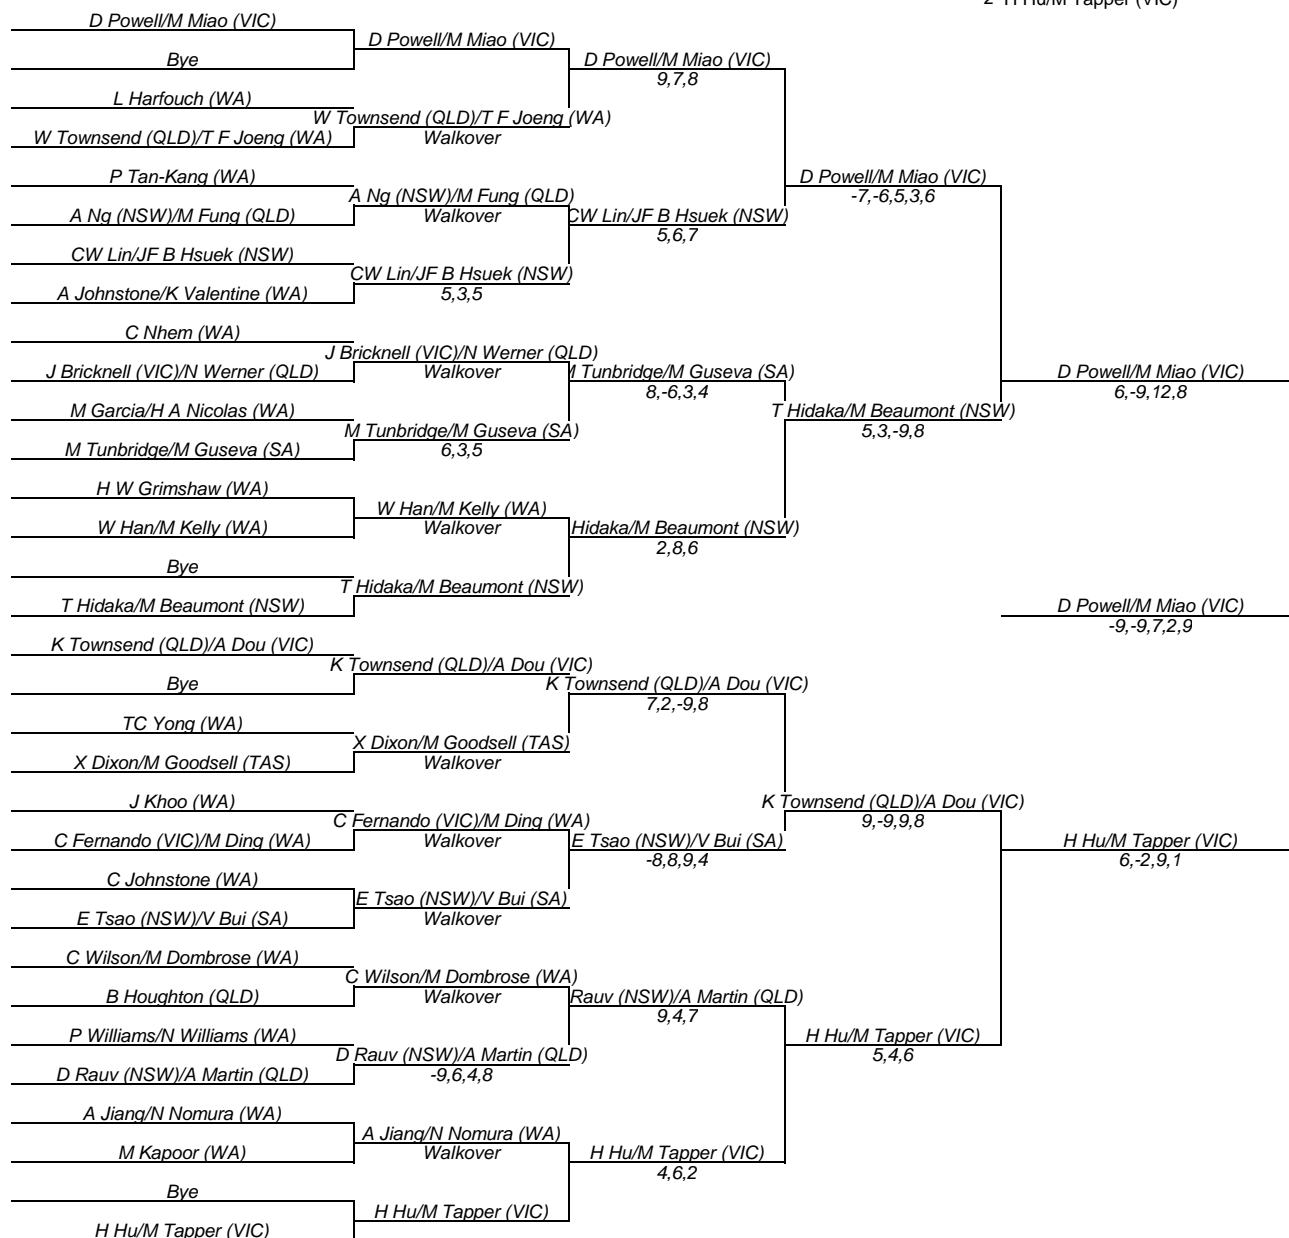 2 H Hu/M Tapper (VIC)
D Powell/M Miao (VIC)
D Powell/M Miao (VIC)
Bye
D Powell/M Miao (VIC)
9,7,8
L Harfouch (WA)
W Townsend (QLD)/T F Joeng (WA)
W Townsend (QLD)/T F Joeng (WA)
Walkover
P Tan-Kang (WA)
D Powell/M Miao (VIC)
-7,-6,5,3,6
A Ng (NSW)/M Fung (QLD)
A Ng (NSW)/M Fung (QLD)
Walkover
CW Lin/JF B Hsuek (NSW)
5,6,7
CW Lin/JF B Hsuek (NSW)
CW Lin/JF B Hsuek (NSW)
A Johnstone/K Valentine (WA)
5,3,5
C Nhem (WA)
J Bricknell (VIC)/N Werner (QLD)
J Bricknell (VIC)/N Werner (QLD)
Walkover
M Tunbridge/M Guseva (SA)
8,-6,3,4
D Powell/M Miao (VIC)
6,-9,12,8
M Garcia/H A Nicolas (WA)
T Hidaka/M Beaumont (NSW)
5,3,-9,8
M Tunbridge/M Guseva (SA)
M Tunbridge/M Guseva (SA)
6,3,5
H W Grimshaw (WA)
W Han/M Kelly (WA)
W Han/M Kelly (WA)
Walkover
Hidaka/M Beaumont (NSW)
2,8,6
Bye
T Hidaka/M Beaumont (NSW)
T Hidaka/M Beaumont (NSW)
D Powell/M Miao (VIC)
-9,-9,7,2,9
K Townsend (QLD)/A Dou (VIC)
K Townsend (QLD)/A Dou (VIC)
Bye
K Townsend (QLD)/A Dou (VIC)
7,2,-9,8
TC Yong (WA)
X Dixon/M Goodsell (TAS)
X Dixon/M Goodsell (TAS)
Walkover
J Khoo (WA)
K Townsend (QLD)/A Dou (VIC)
9,-9,9,8
C Fernando (VIC)/M Ding (WA)
C Fernando (VIC)/M Ding (WA)
Walkover
E Tsao (NSW)/V Bui (SA)
-8,8,9,4
H Hu/M Tapper (VIC)
6,-2,9,1
C Johnstone (WA)
E Tsao (NSW)/V Bui (SA)
E Tsao (NSW)/V Bui (SA)
Walkover
C Wilson/M Dombrose (WA)
C Wilson/M Dombrose (WA)
B Houghton (QLD)
Walkover
Rauv (NSW)/A Martin (QLD)
9,4,7
P Williams/N Williams (WA)
H Hu/M Tapper (VIC)
5,4,6
D Rauv (NSW)/A Martin (QLD)
D Rauv (NSW)/A Martin (QLD)
-9,6,4,8
A Jiang/N Nomura (WA)
A Jiang/N Nomura (WA)
M Kapoor (WA)
Walkover
H Hu/M Tapper (VIC)
4,6,2
Bye
H Hu/M Tapper (VIC)
H Hu/M Tapper (VIC)